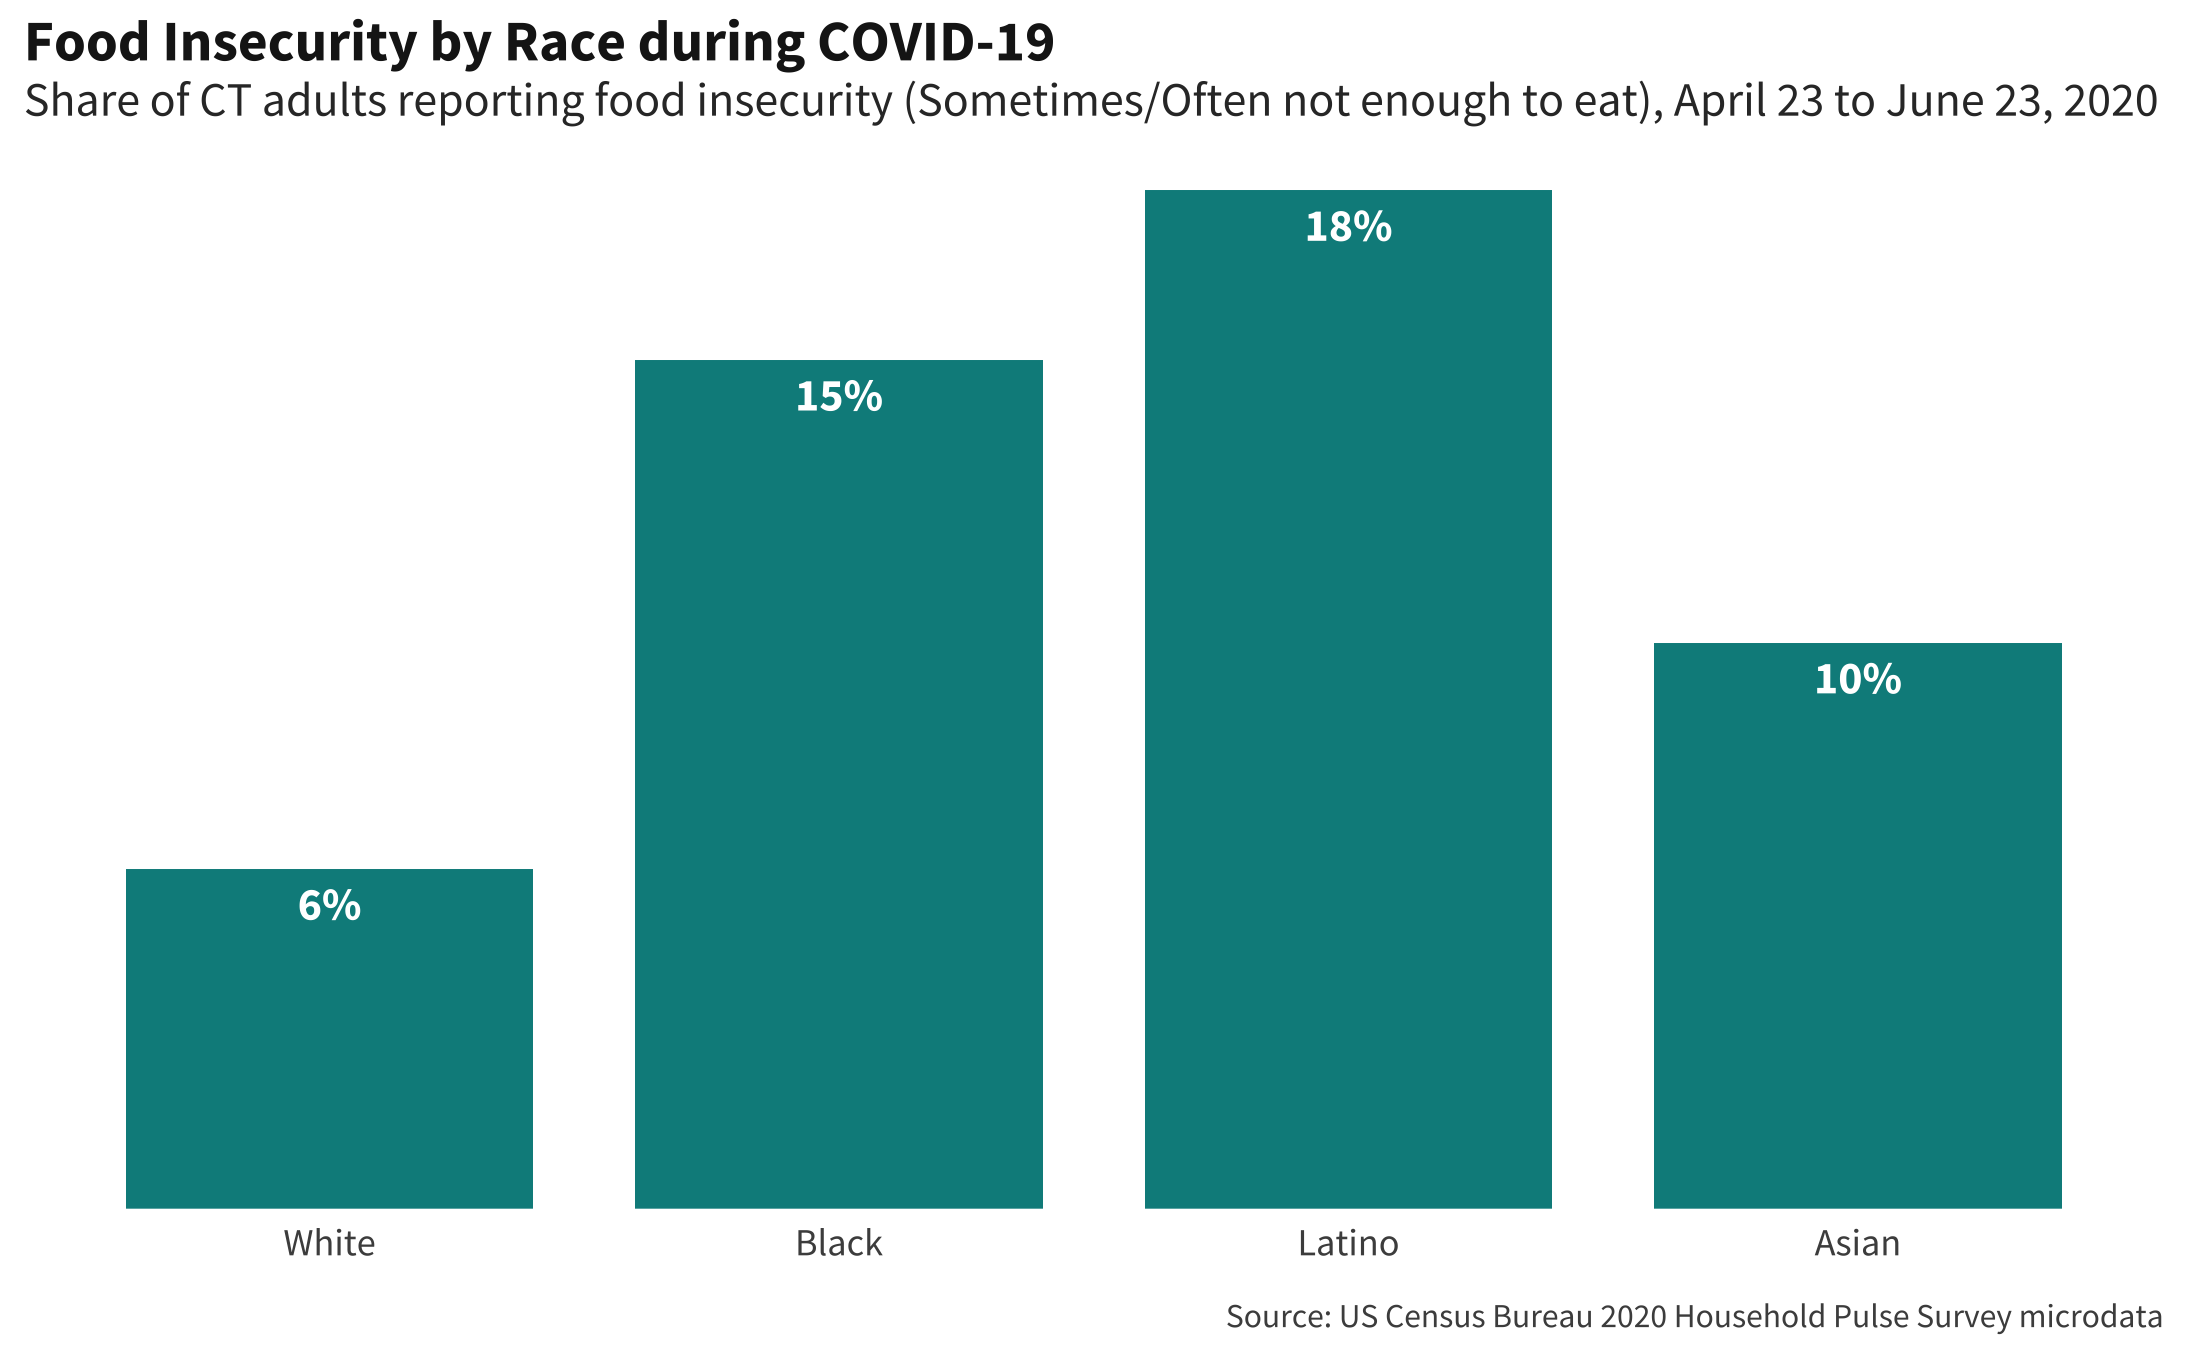 Food Insecurity by Race during COVID-19
Share of CT adults reporting food insecurity (Sometimes/Often not enough to eat), April 23 to June 23, 2020
18%
15%
10%
6%
White Black Latino Asian
Source: US Census Bureau 2020 Household Pulse Survey microdata